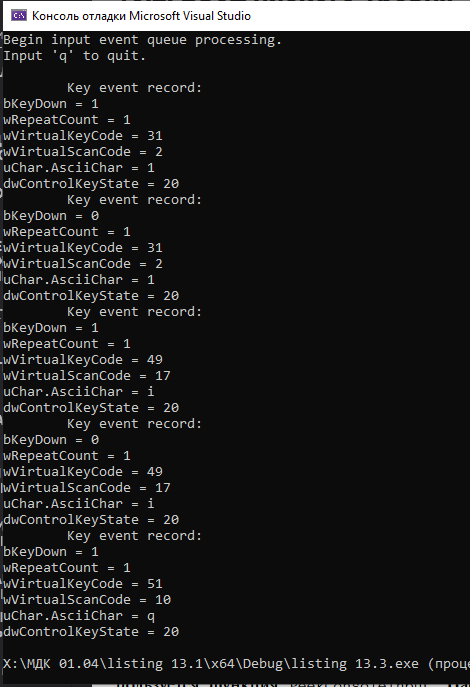 Консоль отладки Microsoft Visual Studio
Begin input event queue processing.
Input 'q' to quit.
Key event record:
bKeyDown = 1
wRepeatCount = 1
wVirtualKeyCode = 31
wVirtualScanCode = 2
uChar.AsciiChar = 1
dwControlKeyState = 20
Key event record:
bKeyDown = 0
wRepeatCount = 1
wVirtualKeyCode = 31
wVirtualScanCode = 2
uChar.AsciiChar = 1
dwControlKeyState = 20
Key event record:
bKeyDown = 1
wRepeatCount = 1
wVirtualKeyCode = 49
wVirtualScanCode = 17
uChar.AsciiChar = i
dwControlKeyState = 20
Key event record:
bKeyDown = 0
wRepeatCount = 1
wVirtualKeyCode = 49
wVirtualScanCode = 17
uChar.AsciiChar = i
dwControlKeyState = 20
Key event record:
bKeyDown = 1
wRepeatCount = 1
wVirtualKeyCode = 51
wVirtualScanCode = 10
uChar.AsciiChar = q
dwControlKeyState = 20
X:\МДК 01.04\listing 13.1\x64\Debug\listing 13.3.exe (проце